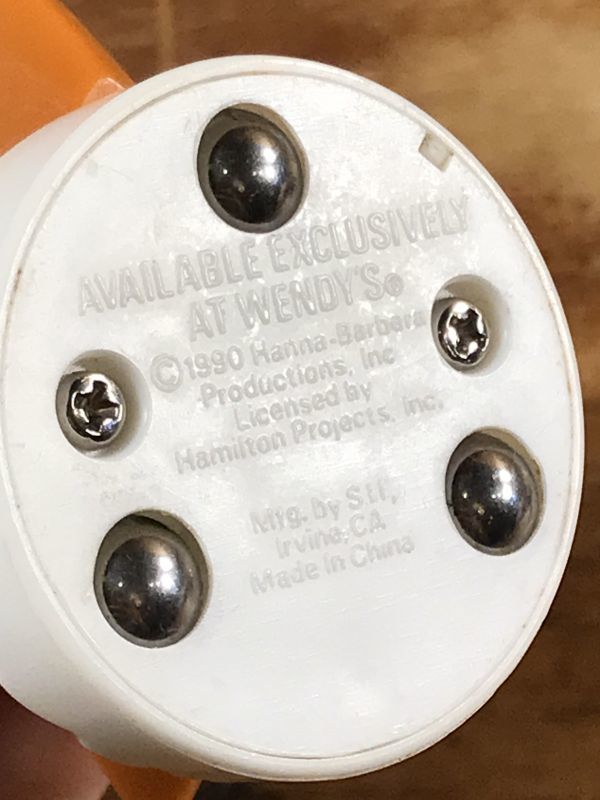 AVAILABLE EXCLUSIVELY
AT WENDY'S®
©1990 Hanna-Barbera
Productions, Inc
Licensed by
Hamilton Projects, Inc.
Mfg. by
Irvine, CA
Made in China